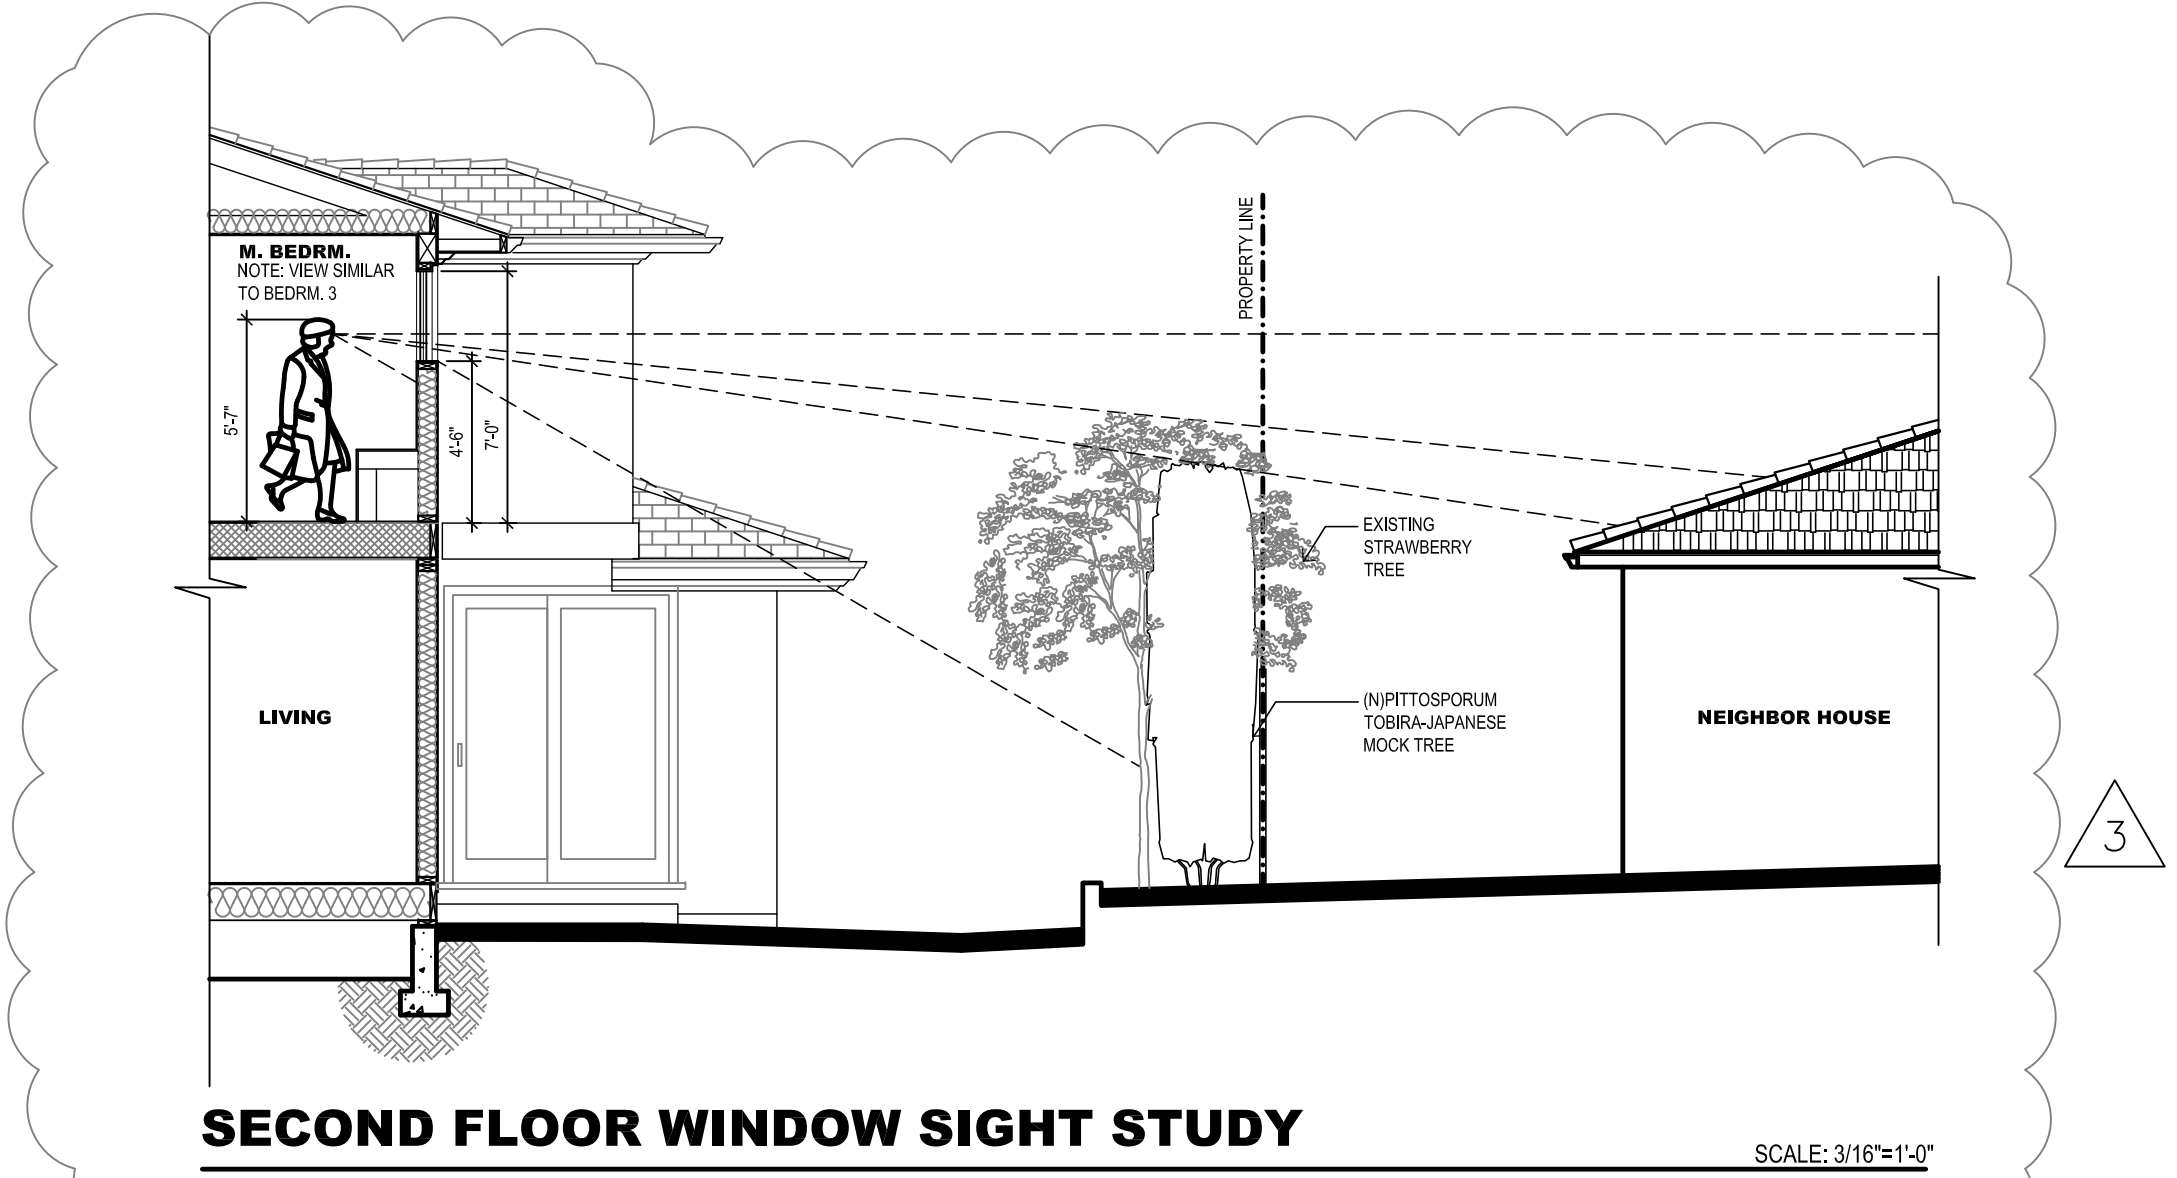 PROPERTY LINE
M. BEDRM.
NOTE: VIEW SIMILAR
TO BEDRM. 3
5'-7"
4'-6"
7'-0"
EXISTING
STRAWBERRY
TREE
(N)PITTOSPORUM
TOBIRA-JAPANESE
MOCK TREE
LIVING
NEIGHBOR HOUSE
3
SECOND FLOOR WINDOW SIGHT STUDY
SCALE: 3/16"=1'-0"